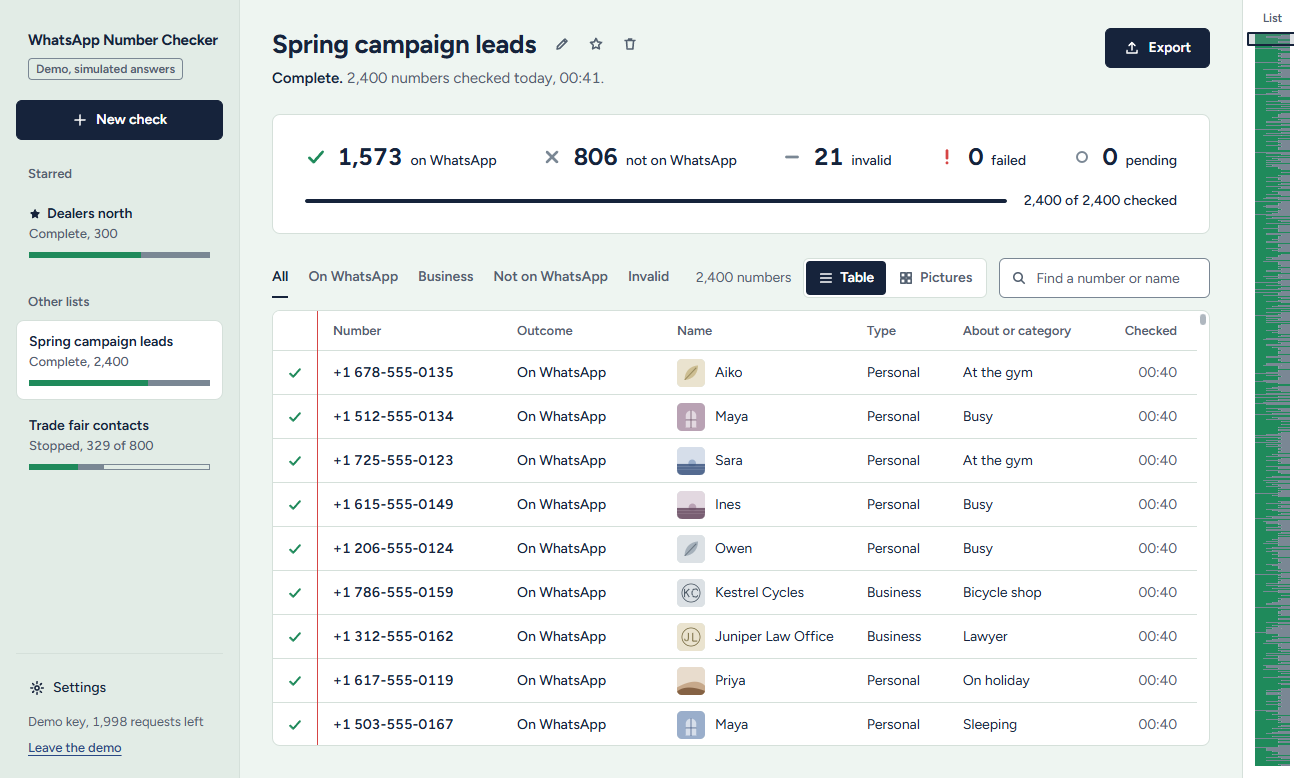 WhatsApp Number Checker
Demo, simulated answers
New check
Starred
Dealers north
Complete, 300
Other lists
Spring campaign leads
Complete, 2,400
Trade fair contacts
Stopped, 329 of 800
Settings
Demo key, 1,998 requests left
Leave the demo
Spring campaign leads
Export
Complete. 2,400 numbers checked today, 00:41.
1,573 on WhatsApp 806 not on WhatsApp 21 invalid 0 failed 0 pending
2,400 of 2,400 checked
All On WhatsApp Business Not on WhatsApp Invalid 2,400 numbers Table Pictures Find a number or name
Number Outcome Name Type About or category Checked
+1 678-555-0135 On WhatsApp Aiko Personal At the gym 00:40
+1 512-555-0134 On WhatsApp Maya Personal Busy 00:40
+1 725-555-0123 On WhatsApp Sara Personal At the gym 00:40
+1 615-555-0149 On WhatsApp Ines Personal Busy 00:40
+1 206-555-0124 On WhatsApp Owen Personal Busy 00:40
+1 786-555-0159 On WhatsApp KC Kestrel Cycles Business Bicycle shop 00:40
+1 312-555-0162 On WhatsApp JL Juniper Law Office Business Lawyer 00:40
+1 617-555-0119 On WhatsApp Priya Personal On holiday 00:40
+1 503-555-0167 On WhatsApp Maya Personal Sleeping 00:40
List